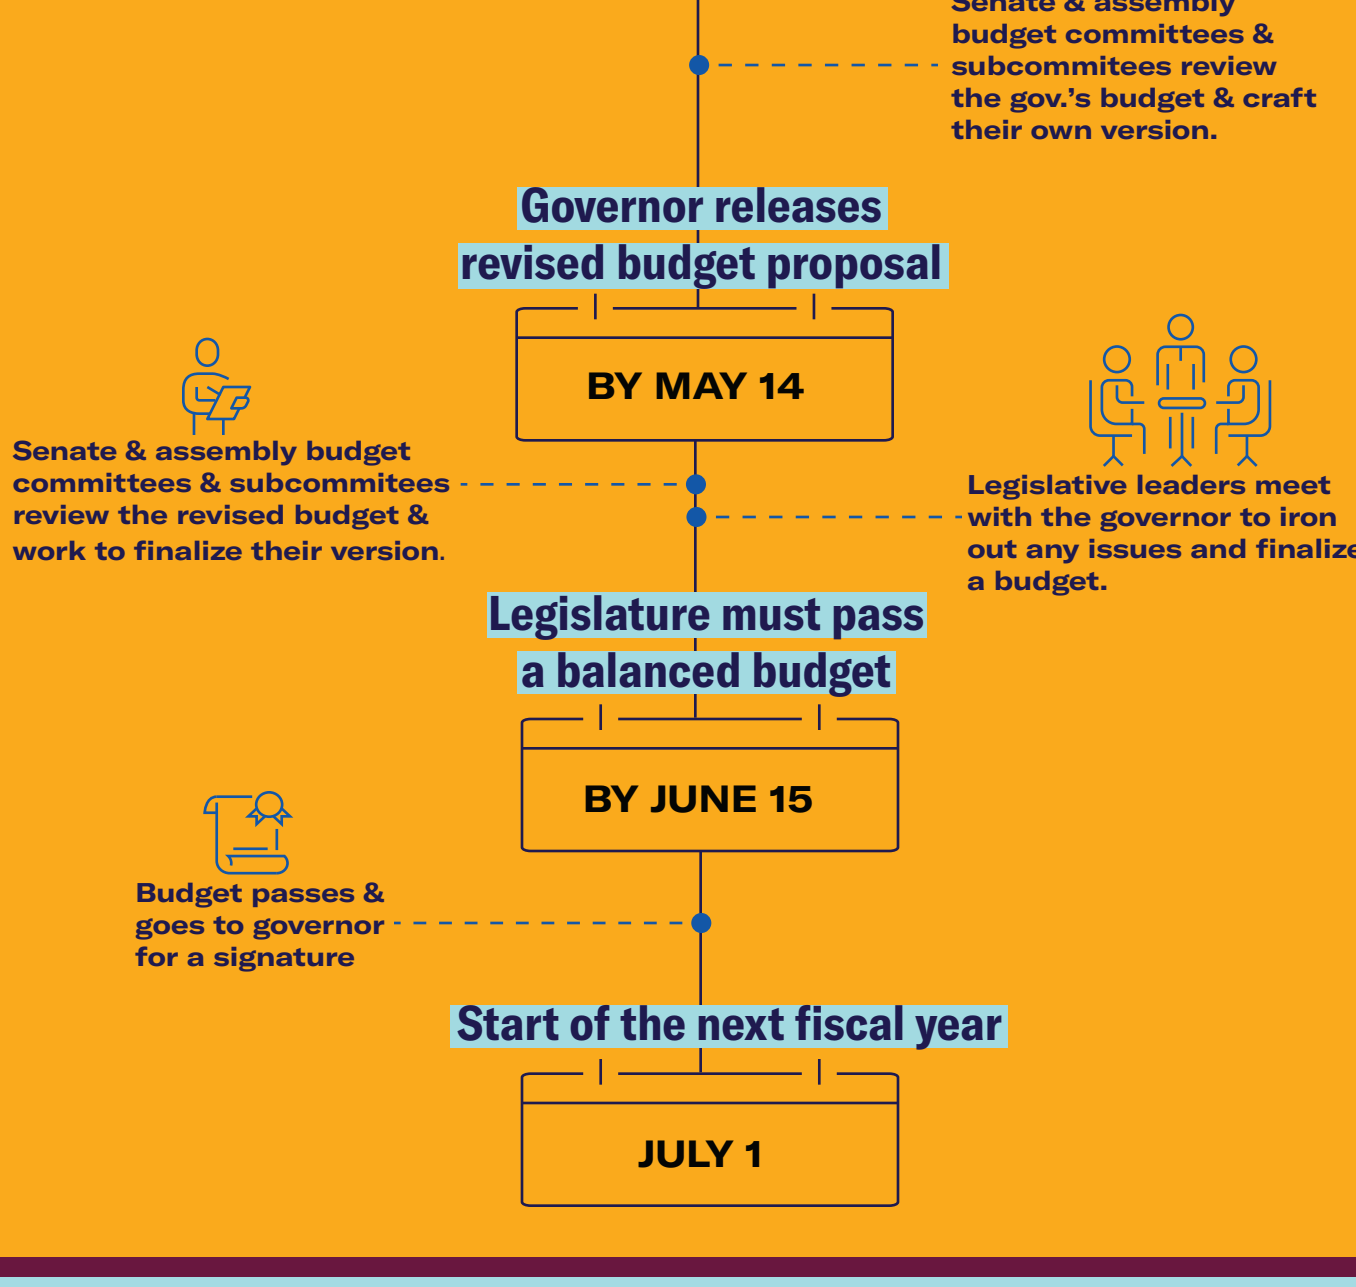 Senate & assembly
budget committees &
subcommitees review
the gov.'s budget & craft
their own version.
Governor releases
revised budget proposal
BY MAY 14
Senate & assembly budget
committees & subcommitees
review the revised budget &
work to finalize their version.
Legislative leaders meet
with the governor to iron
out any issues and finalize
a budget.
Legislature must pass
a balanced budget
BY JUNE 15
Budget passes &
goes to governor
for a signature
Start of the next fiscal year
JULY 1